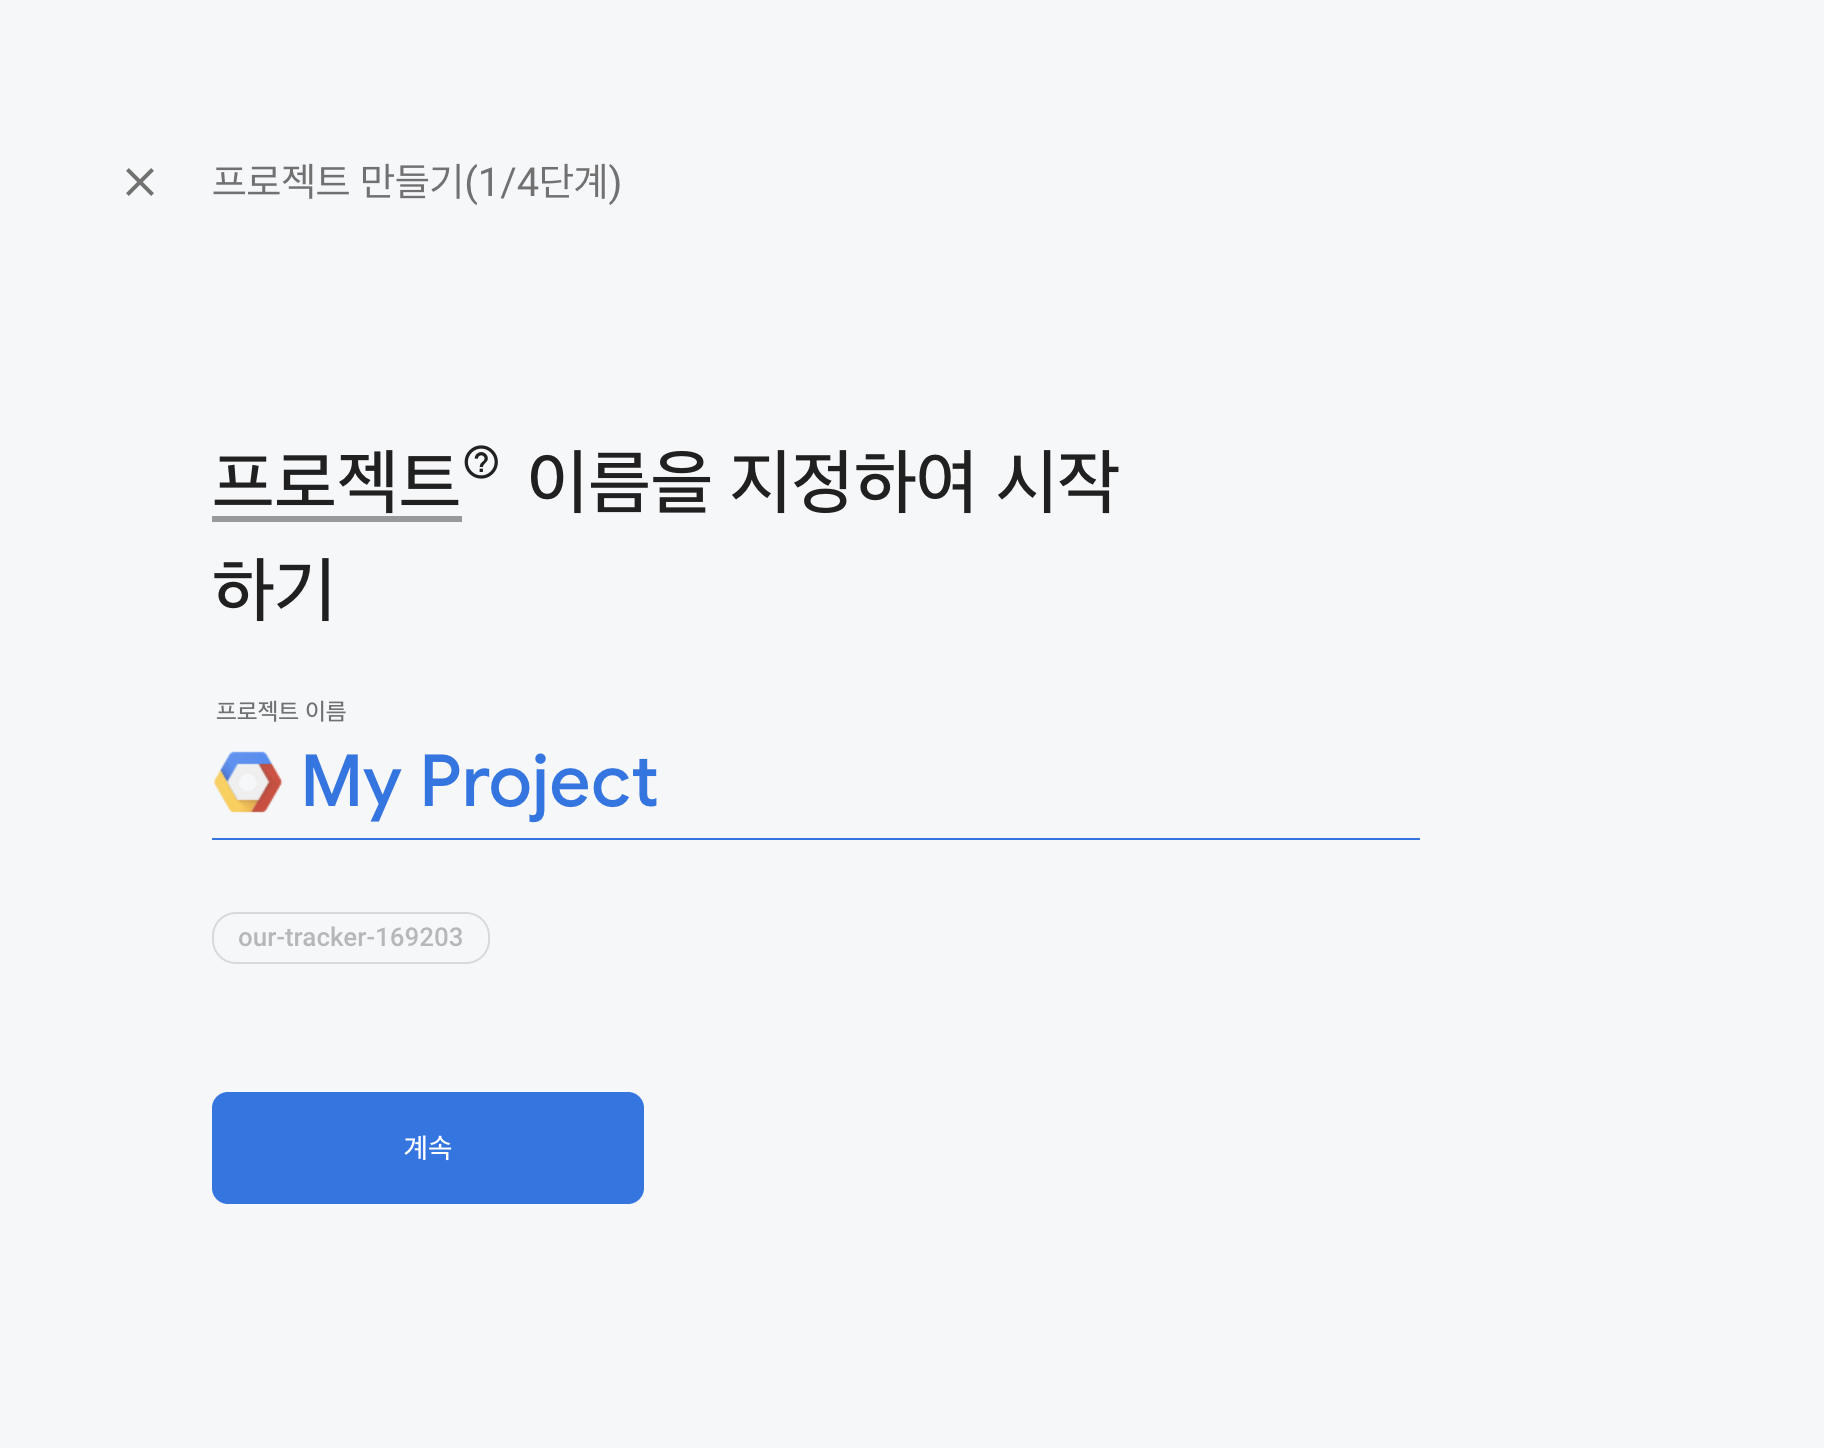 프로젝트 만들기(1/4단계)
프로젝트 이름을 지정하여 시작
하기
프로젝트 이름
My Project
our-tracker-169203
계속